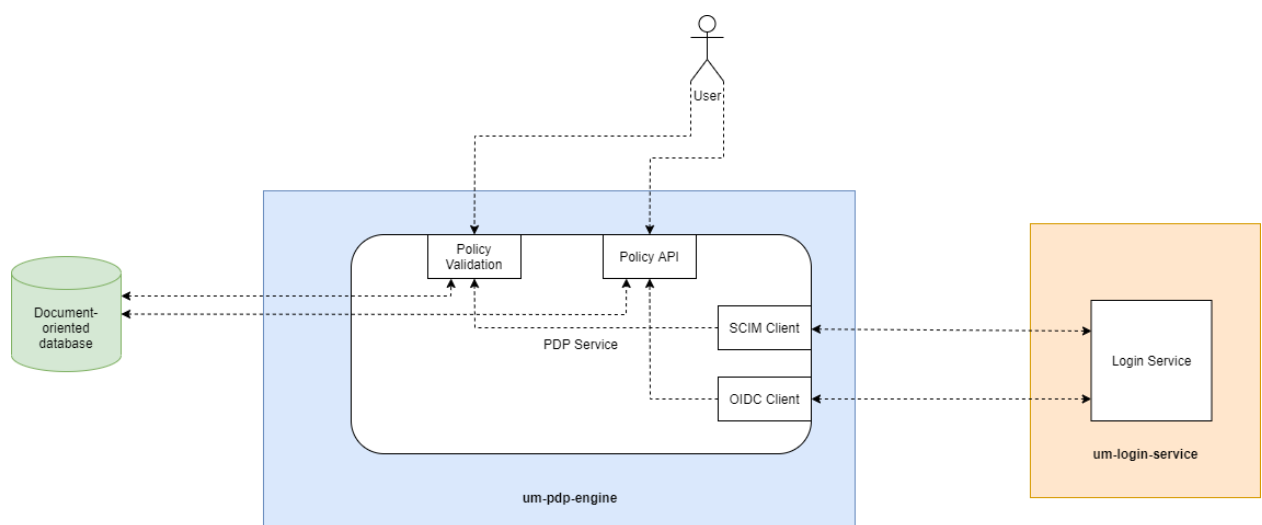 User
Policy
Validation
Policy API
Document-
oriented
database
SCIM Client
PDP Service
Login Service
OIDC Client
um-login-service
um-pdp-engine